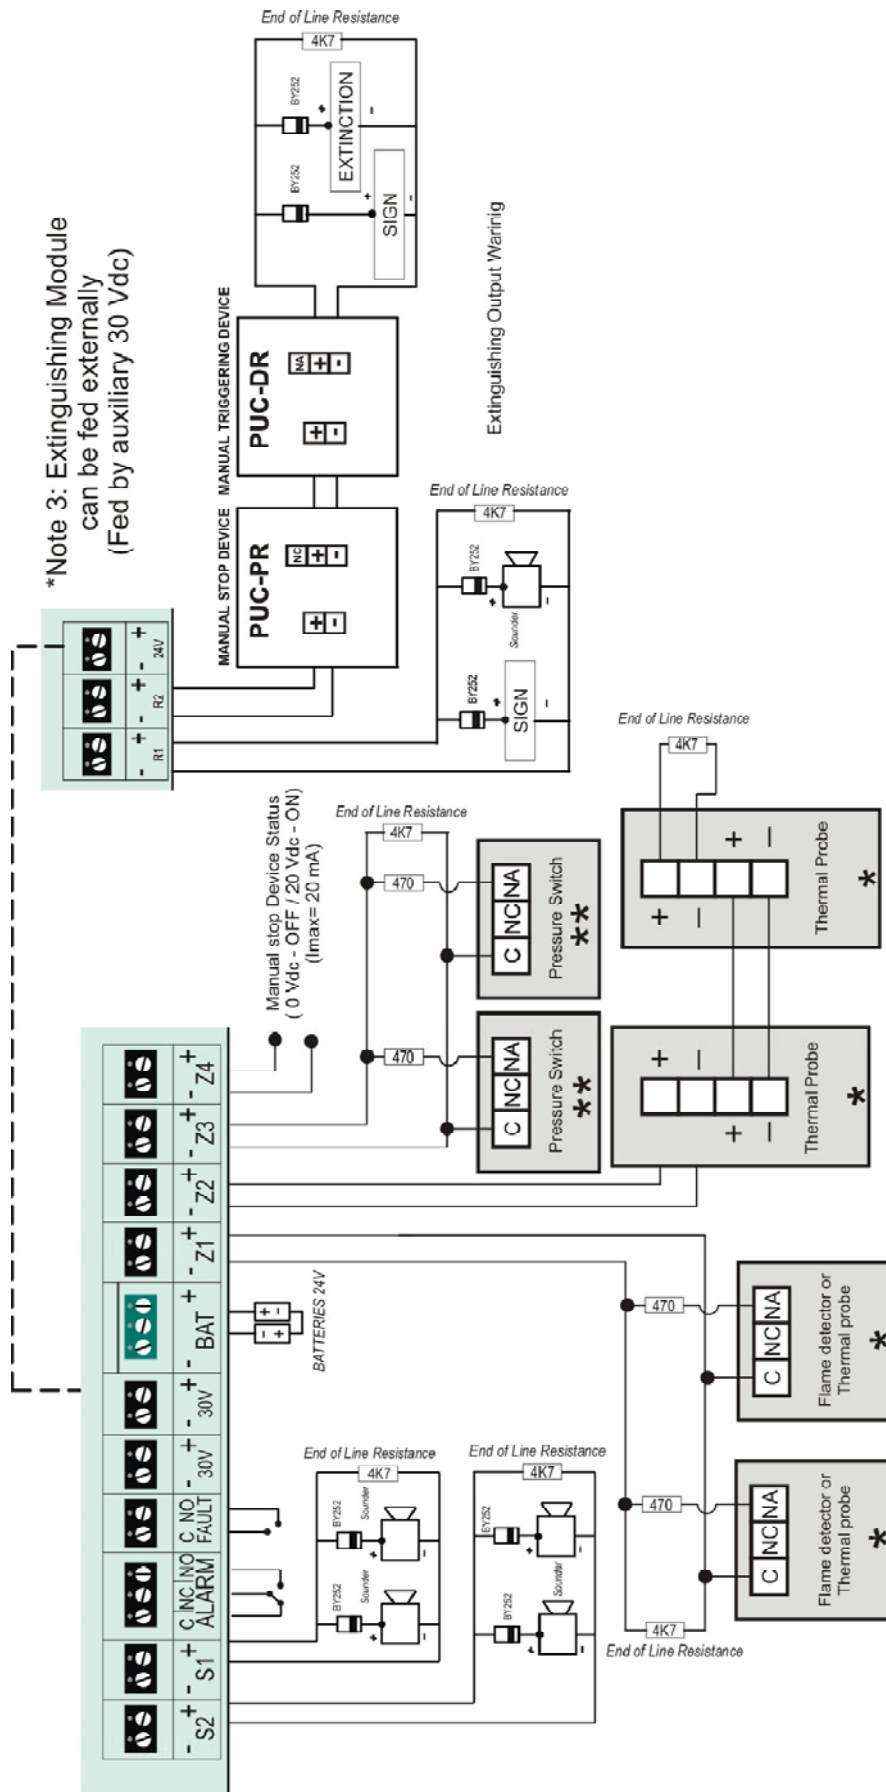 *Note 3: Extinguishing Module
can be fed externally
(Fed by auxiliary 30 Vdc)
End of Line Resistance
4K7
BY252
+
EXTINCTION
-
BY252
+
SIGN
-
Extinguishing Output Warinig
MANUAL TRIGGERING DEVICE
PUC-DR
NA
+
-
+
-
MANUAL STOP DEVICE
PUC-PR
NC
+
-
+
-
- +
R1
- +
R2
- +
24V
End of Line Resistance
4K7
BY252
+
Sounder
-
BY252
+
SIGN
-
Manual stop Device Status
( 0 Vdc - OFF / 20 Vdc - ON)
(Imax= 20 mA)
End of Line Resistance
4K7
470
C NC NA
Pressure Switch
**
470
C NC NA
Pressure Switch
**
End of Line Resistance
4K7
+
-
+
-
Thermal Probe
*
+
-
+
-
Thermal Probe
*
- S2 +
- S1 +
C NC NO
ALARM
C NO
FAULT
- 30V +
- 30V +
- BAT +
- Z1 +
- Z2 +
- Z3 +
- Z4 +
+ -
- +
BATTERIES 24V
End of Line Resistance
4K7
BY252
Sounder
+
-
BY252
+
-
End of Line Resistance
4K7
BY252
+
-
BY252
Sounder
+
-
470
C NC NA
Flame detector or
Thermal probe
*
470
C NC NA
Flame detector or
Thermal probe
*
4K7
End of Line Resistance